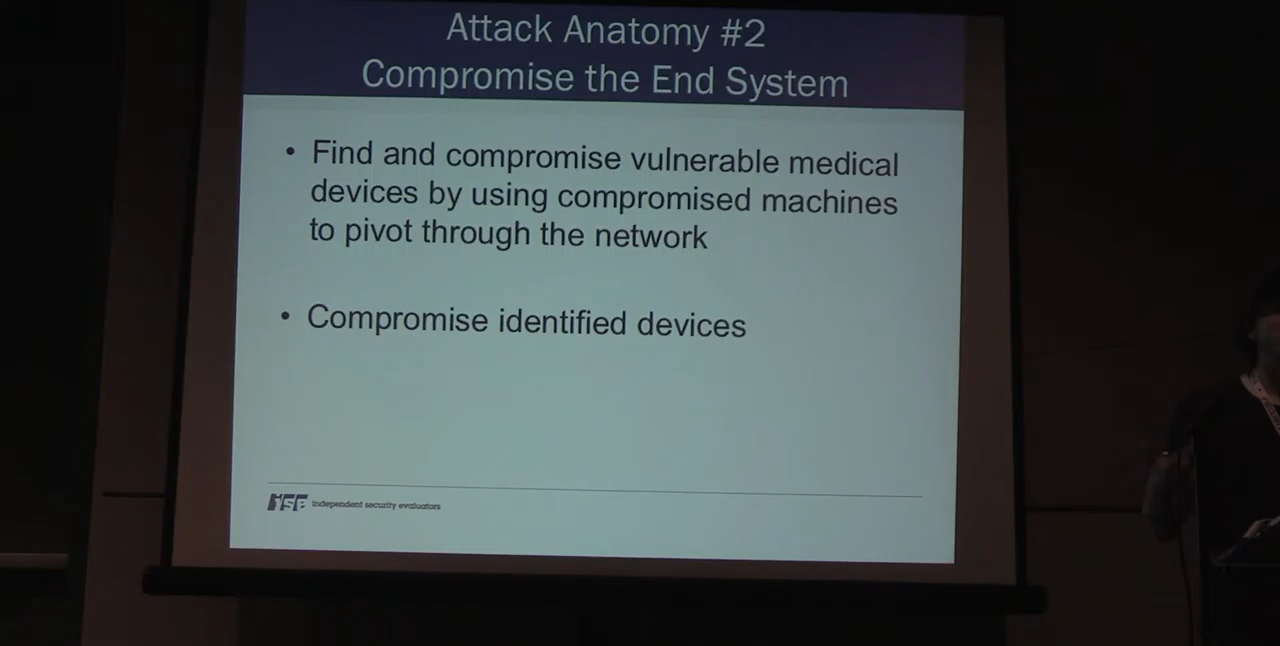 Attack Anatomy #2
Compromise the End System
• Find and compromise vulnerable medical
devices by using compromised machines
to pivot through the network
• Compromise identified devices
ise independent security evaluators